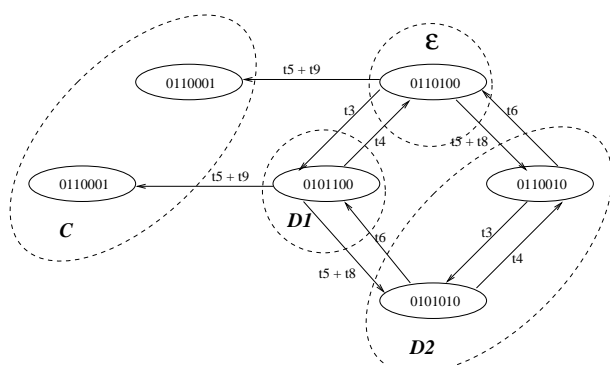 ε
t5 + t9
0110001
0110100
t3
t6
t4
t5 + t8
t5 + t9
0110001
0101100
0110010
C
D1
t6
t3
t5 + t8
t4
0101010
D2